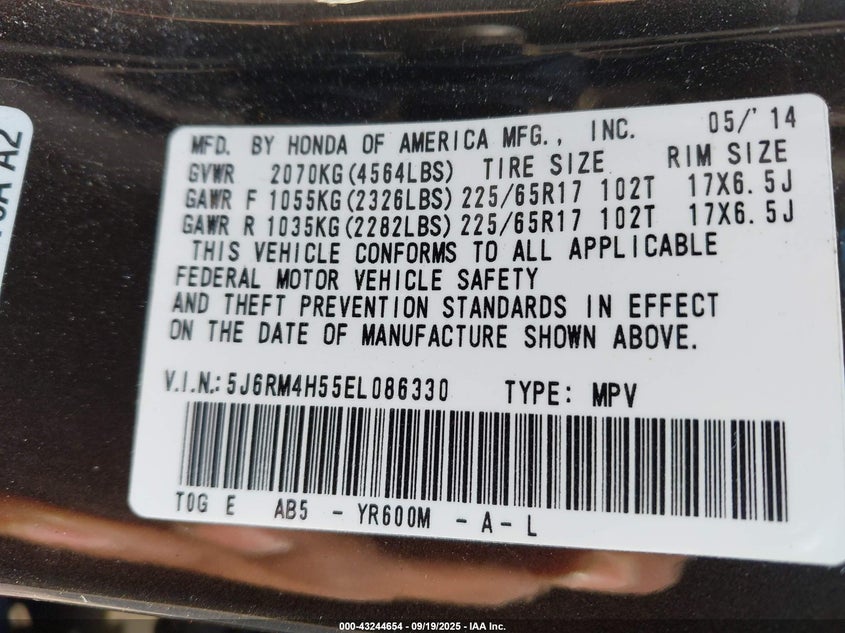 MFD. BY HONDA OF AMERICA MFG., INC. 05/'14
GVWR 2070KG(4564LBS) TIRE SIZE RIM SIZE
GAWR F 1055KG(2326LBS) 225/65R17 102T 17X6.5J
GAWR R 1035KG(2282LBS) 225/65R17 102T 17X6.5J
THIS VEHICLE CONFORMS TO ALL APPLICABLE
FEDERAL MOTOR VEHICLE SAFETY
AND THEFT PREVENTION STANDARDS IN EFFECT
ON THE DATE OF MANUFACTURE SHOWN ABOVE.
V.I.N.: 5J6RM4H55EL086330 TYPE: MPV
T0G E AB5 - YR600M - A - L
A2
000-43244654 - 09/19/2025 - IAA Inc.